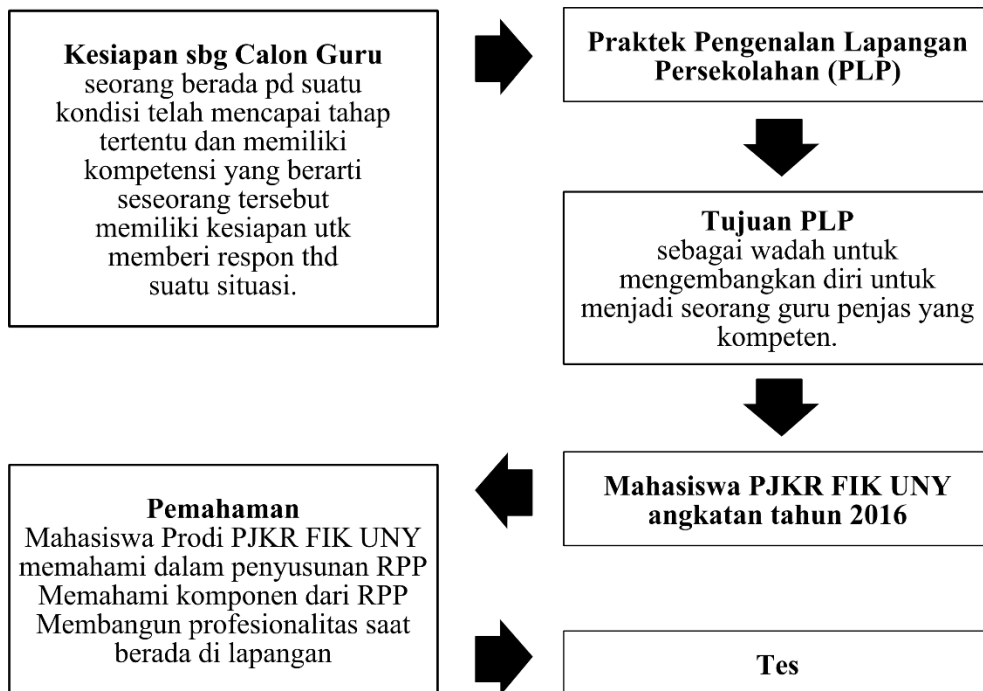 Kesiapan sbg Calon Guru
seorang berada pd suatu
kondisi telah mencapai tahap
tertentu dan memiliki
kompetensi yang berarti
seseorang tersebut
memiliki kesiapan utk
memberi respon thd
suatu situasi.
Praktek Pengenalan Lapangan
Persekolahan (PLP)
Tujuan PLP
sebagai wadah untuk
mengembangkan diri untuk
menjadi seorang guru penjas yang
kompeten.
Mahasiswa PJKR FIK UNY
angkatan tahun 2016
Pemahaman
Mahasiswa Prodi PJKR FIK UNY
memahami dalam penyusunan RPP
Memahami komponen dari RPP
Membangun profesionalitas saat
berada di lapangan
Tes